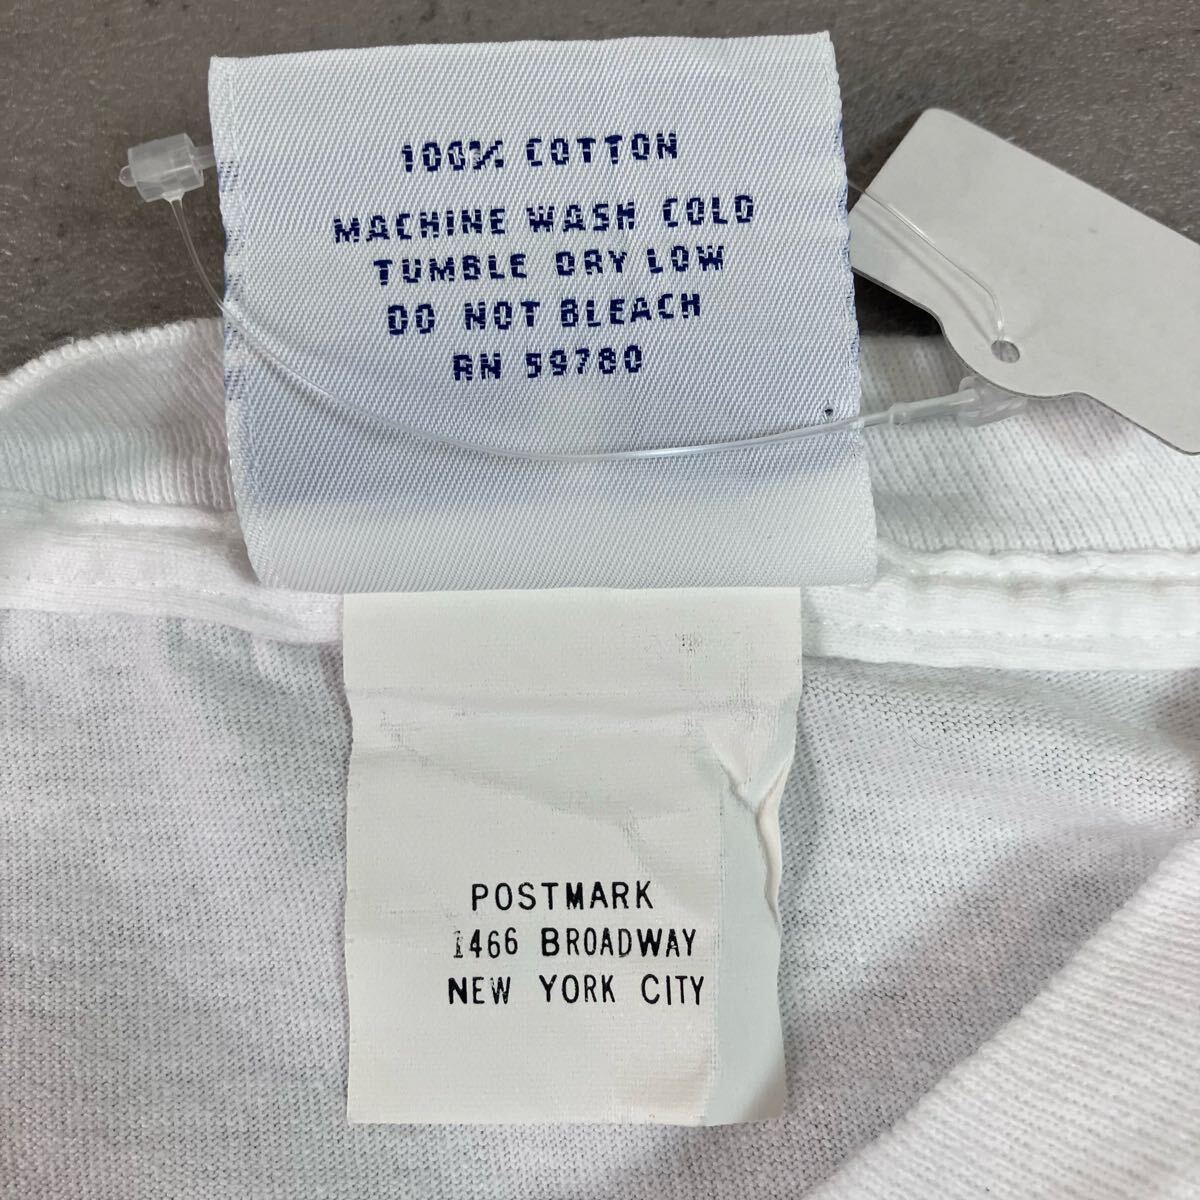 100% COTTON
MACHINE WASH COLD
TUMBLE DRY LOW
DO NOT BLEACH
RN 59780
POSTMARK
1466 BROADWAY
NEW YORK CITY